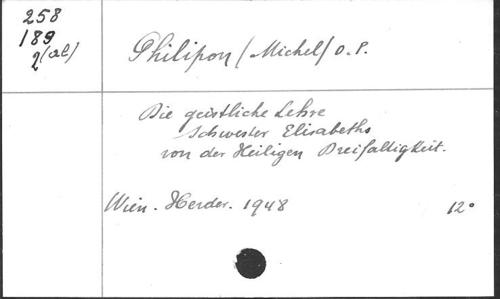 258
189
2(al)
Philipon/Michel/O.P.
Die geistliche Lehre
Schwester Elisabeths
von der Heiligen Dreifaltigkeit.
Wien. Herder. 1948 12°